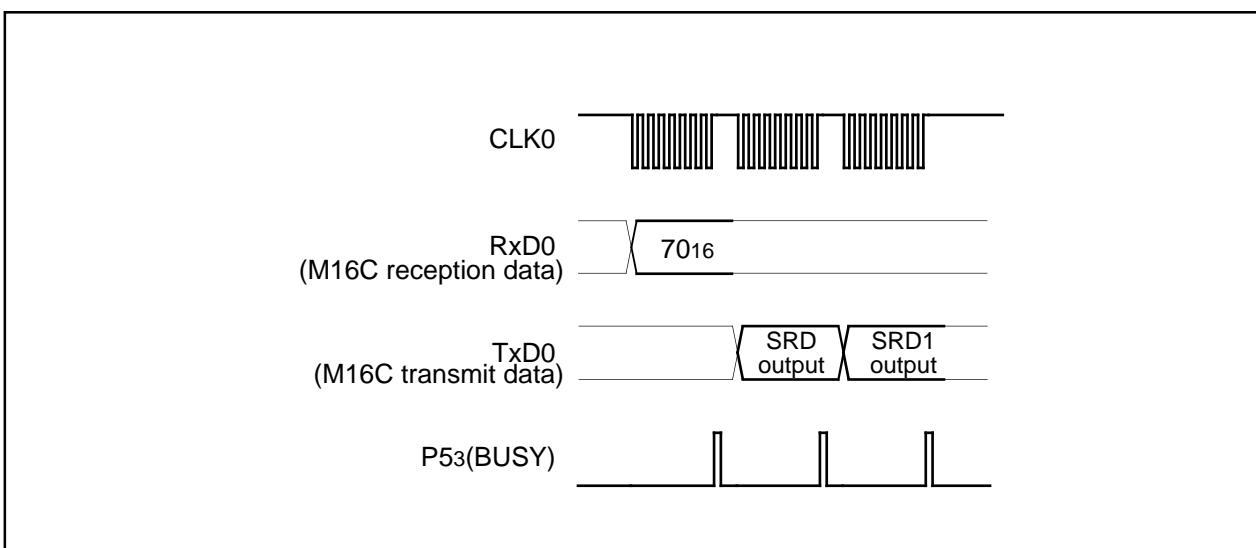 CLK0
RxD0
(M16C reception data)
7016
TxD0
(M16C transmit data)
SRD
output
SRD1
output
P53(BUSY)